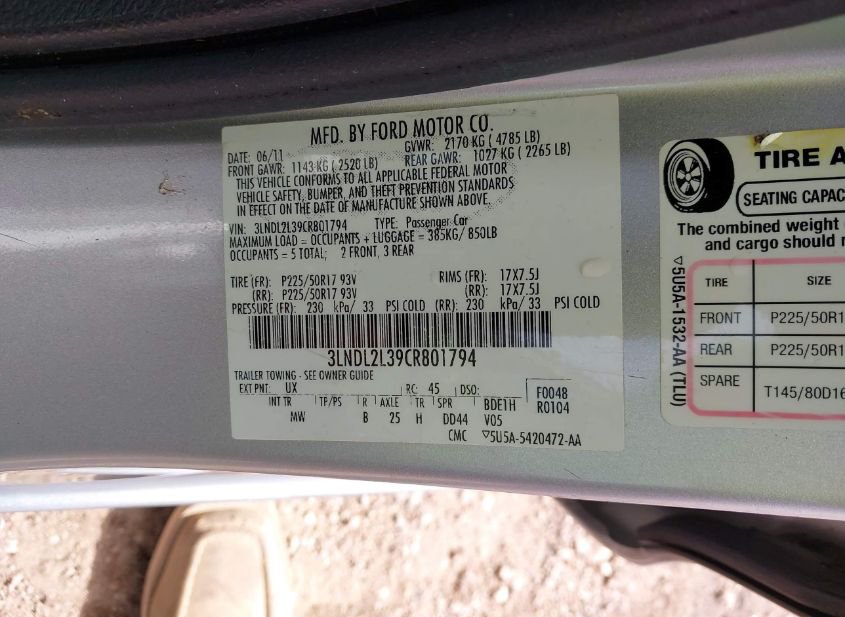 MFD. BY FORD MOTOR CO.
DATE: 06/11 GVWR: 2170 KG ( 4785 LB)
FRONT GAWR: 1143 KG ( 2520 LB) REAR GAWR: 1027 KG ( 2265 LB)
THIS VEHICLE CONFORMS TO ALL APPLICABLE FEDERAL MOTOR
VEHICLE SAFETY, BUMPER, AND THEFT PREVENTION STANDARDS
IN EFFECT ON THE DATE OF MANUFACTURE SHOWN ABOVE.
VIN: 3LNDL2L39CR801794 TYPE: Passenger Car
MAXIMUM LOAD = OCCUPANTS + LUGGAGE = 385KG/ 850LB
OCCUPANTS = 5 TOTAL; 2 FRONT, 3 REAR
TIRE (FR): P225/50R17 93V RIMS (FR): 17X7.5J
(RR): P225/50R17 93V (RR): 17X7.5J
PRESSURE (FR): 230 kPa/ 33 PSI COLD (RR): 230 kPa/ 33 PSI COLD
3LNDL2L39CR801794
TRAILER TOWING - SEE OWNER GUIDE
EXT PNT: UX RC: 45 DSO: F0048
INT TR TP/PS R AXLE TR SPR BDE1H R0104
MW B 25 H DD44 V05
CMC ▽5U5A-5420472-AA
TIRE A
SEATING CAPAC
The combined weight
and cargo should
TIRE SIZE
FRONT P225/50R1
REAR P225/50R1
SPARE T145/80D16
▽5U5A-1532-AA (TLU)